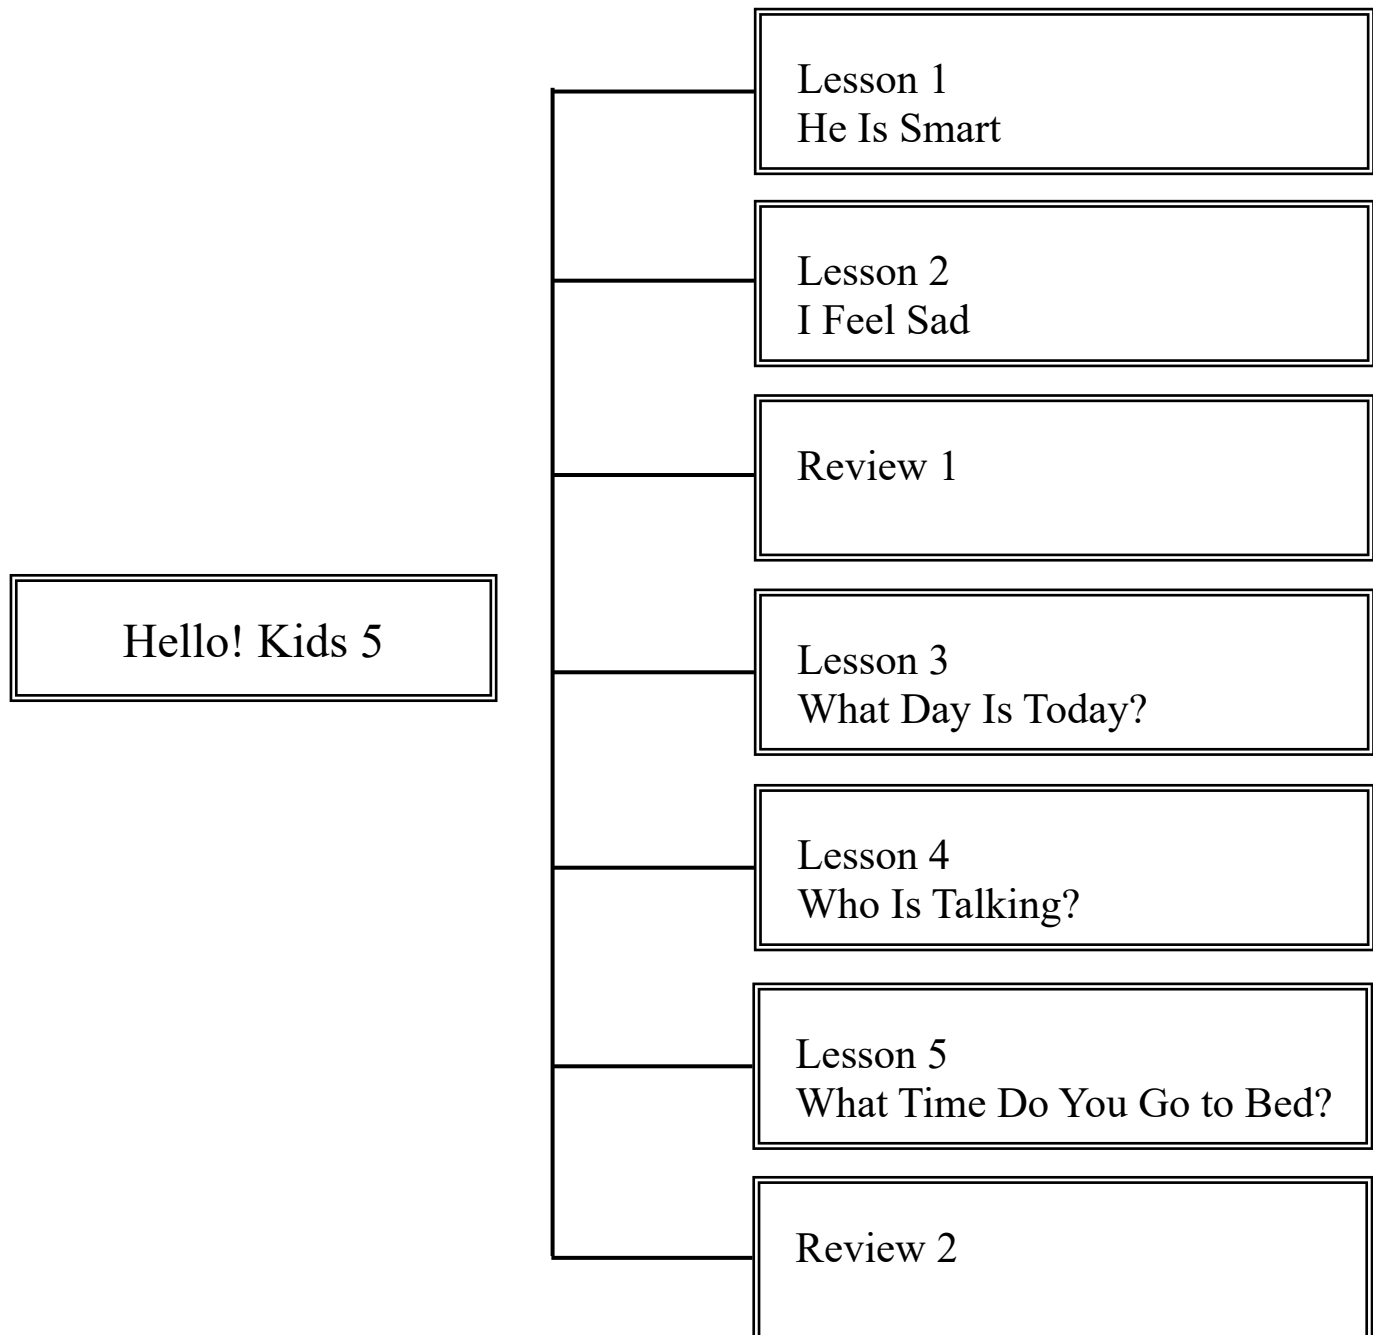 Hello! Kids 5
Lesson 1
He Is Smart
Lesson 2
I Feel Sad
Review 1
Lesson 3
What Day Is Today?
Lesson 4
Who Is Talking?
Lesson 5
What Time Do You Go to Bed?
Review 2